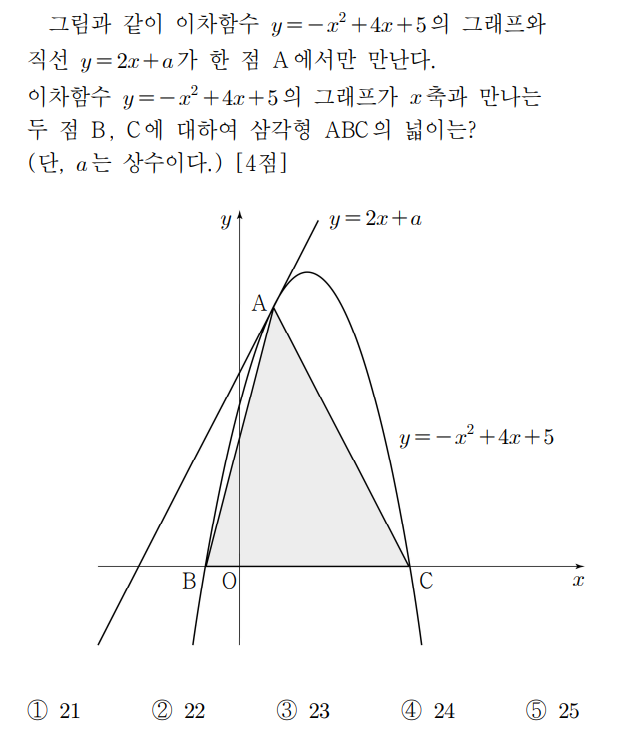 그림과 같이 이차함수 y=-x²+4x+5의 그래프와
직선 y=2x+a가 한 점 A에서만 만난다.
이차함수 y=-x²+4x+5의 그래프가 x축과 만나는
두 점 B, C에 대하여 삼각형 ABC의 넓이는?
(단, a는 상수이다.) [4점]
y
y=2x+a
A
y=-x²+4x+5
B
O
C
x
① 21 ② 22 ③ 23 ④ 24 ⑤ 25